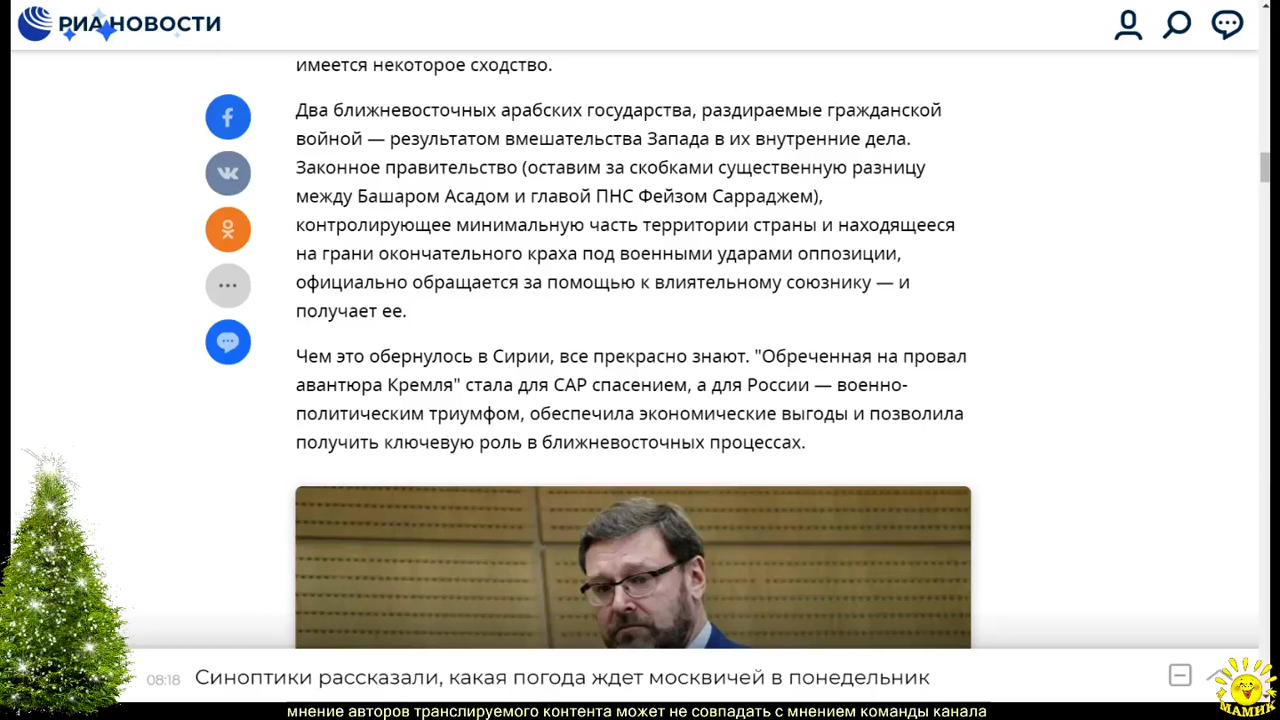 РИА НОВОСТИ
имеется некоторое сходство.
Два ближневосточных арабских государства, раздираемые гражданской
войной — результатом вмешательства Запада в их внутренние дела.
Законное правительство (оставим за скобками существенную разницу
между Башаром Асадом и главой ПНС Фейзом Сарраджем),
контролирующее минимальную часть территории страны и находящееся
на грани окончательного краха под военными ударами оппозиции,
официально обращается за помощью к влиятельному союзнику — и
получает ее.
Чем это обернулось в Сирии, все прекрасно знают. "Обреченная на провал
авантюра Кремля" стала для САР спасением, а для России — военно-
политическим триумфом, обеспечила экономические выгоды и позволила
получить ключевую роль в ближневосточных процессах.
08:18 Синоптики рассказали, какая погода ждет москвичей в понедельник
МАМИК
мнение авторов транслируемого контента может не совпадать с мнением команды канала